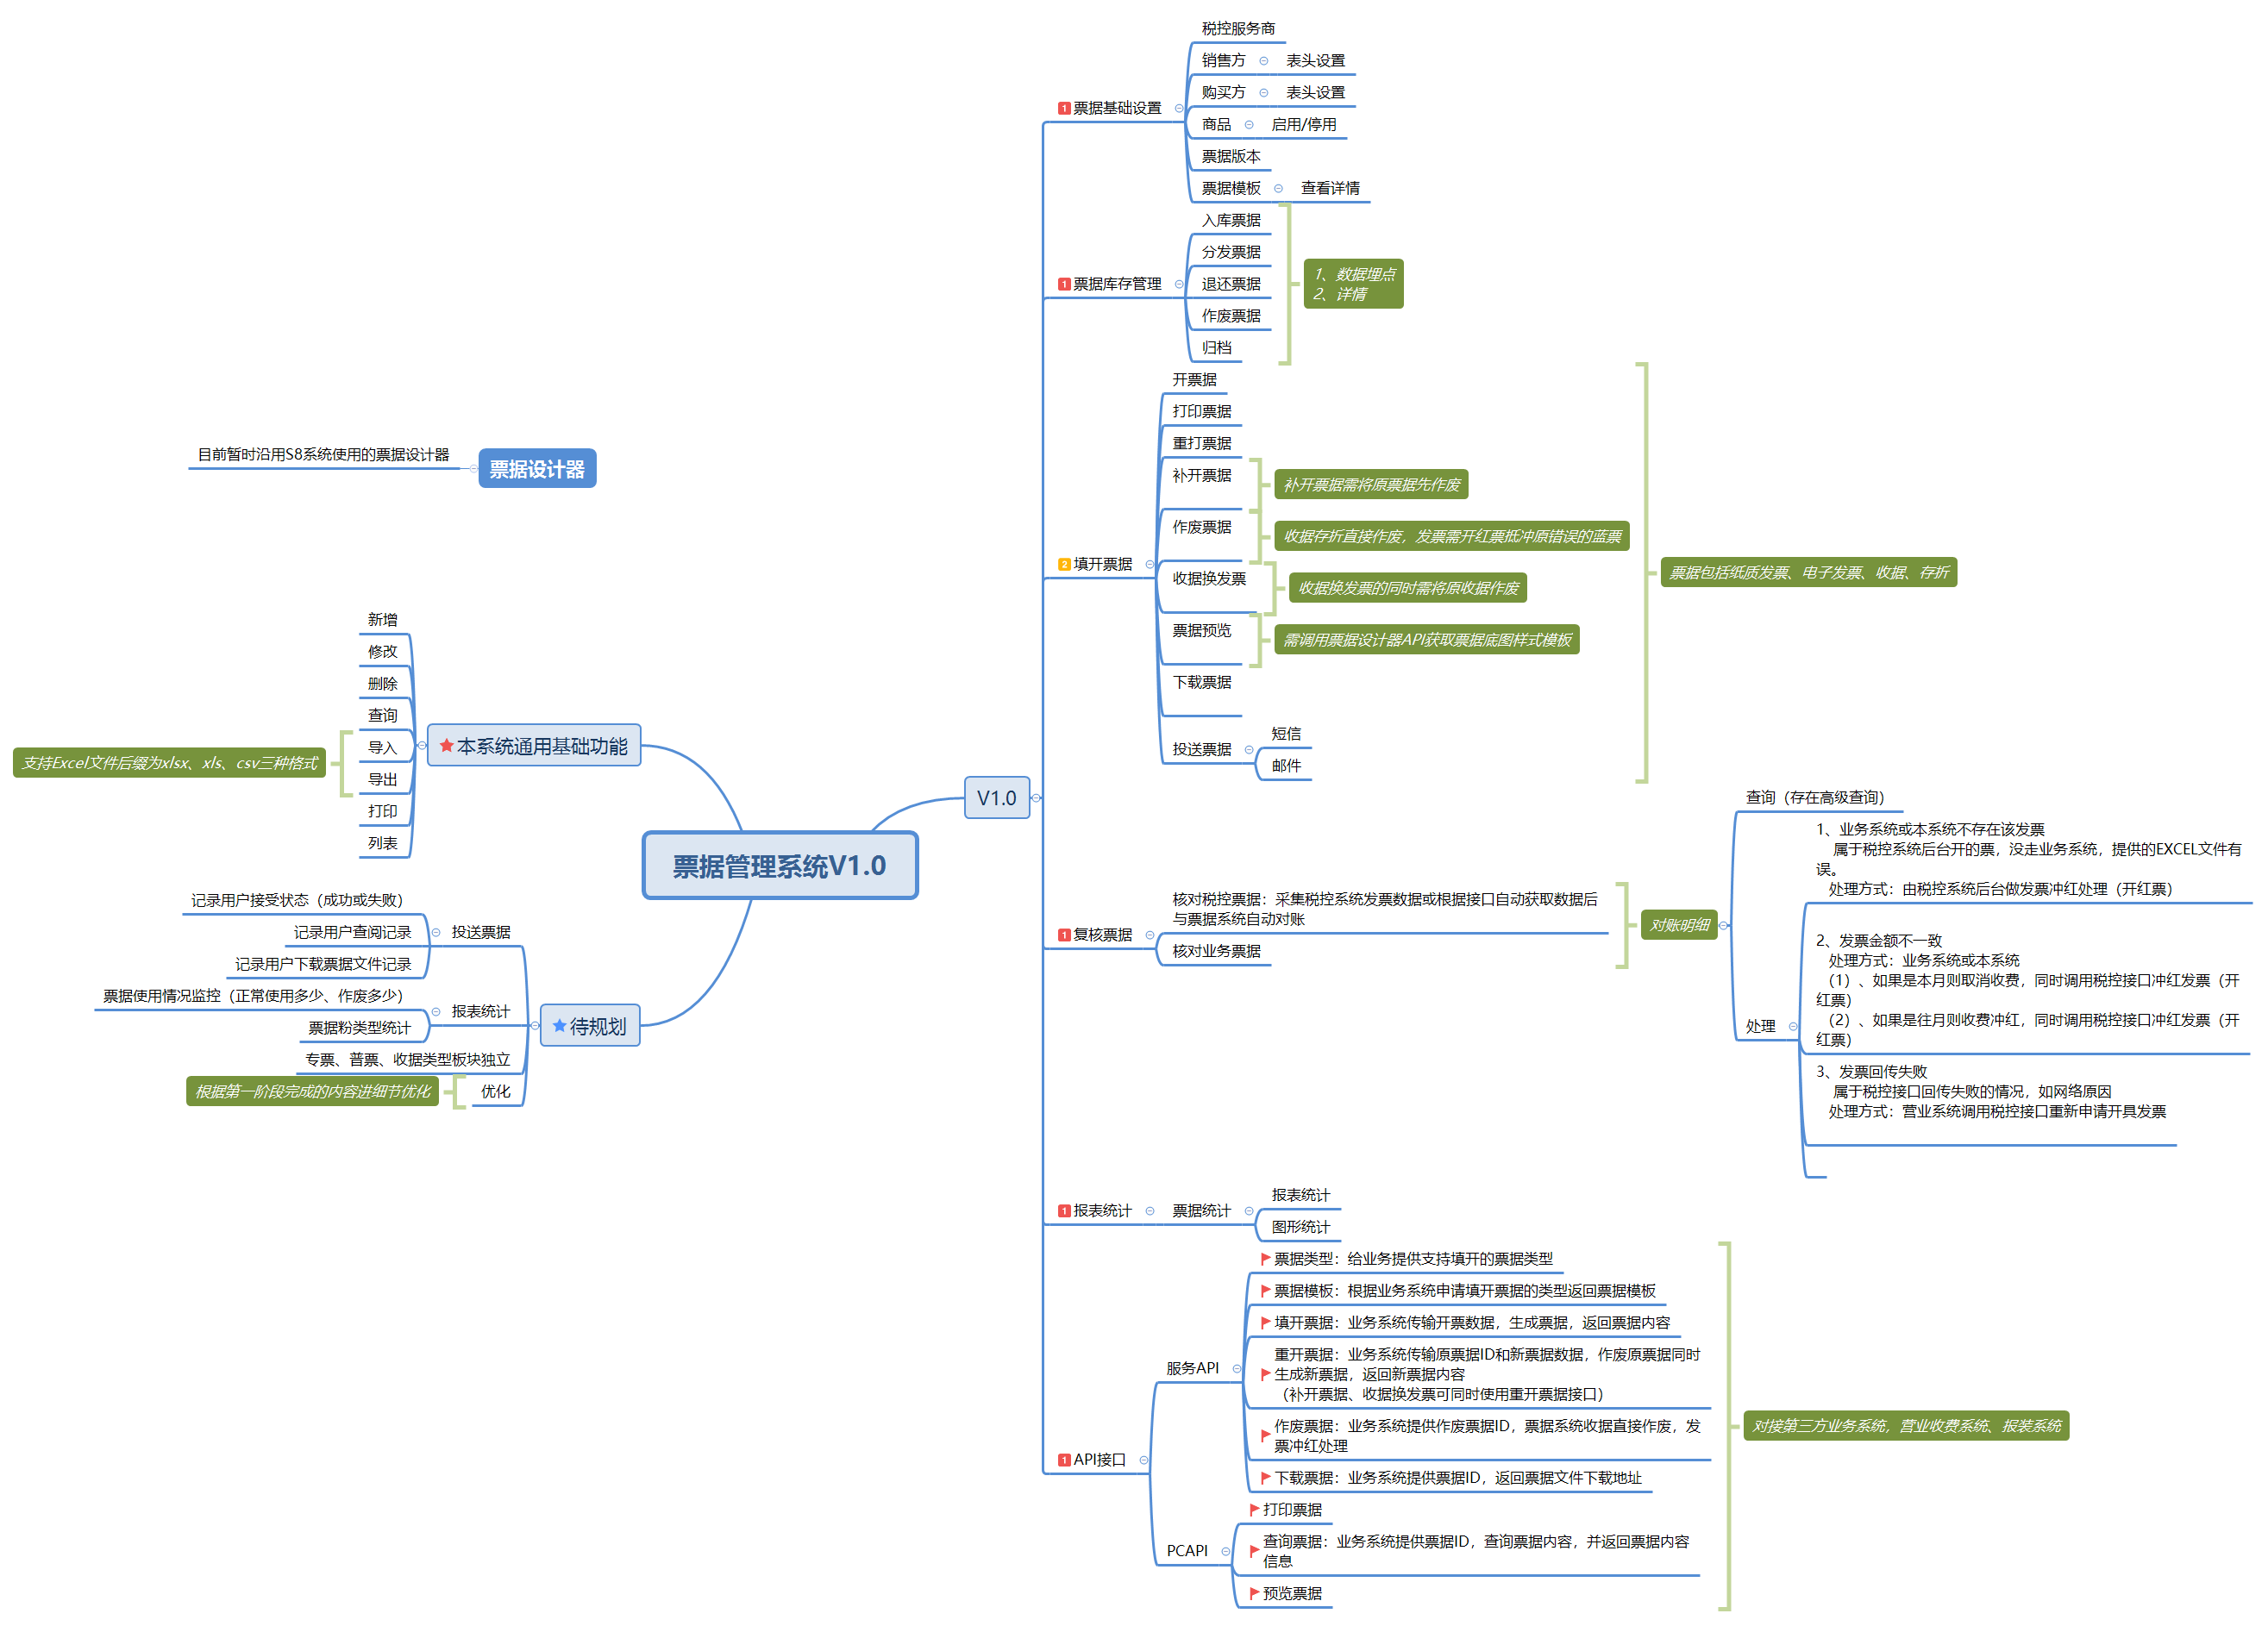 票据管理系统V1.0
V1.0
1 票据基础设置
税控服务商
销售方
表头设置
购买方
表头设置
商品
启用/停用
票据版本
票据模板
查看详情
1 票据库存管理
入库票据
分发票据
退还票据
作废票据
归档
1、数据埋点
2、详情
2 填开票据
开票据
打印票据
重打票据
补开票据
补开票据需将原票据先作废
作废票据
收据存折直接作废，发票需开红票抵冲原错误的蓝票
收据换发票
收据换发票的同时需将原收据作废
票据预览
需调用票据设计器API获取票据底图样式模板
下载票据
投送票据
短信
邮件
票据包括纸质发票、电子发票、收据、存折
1 复核票据
核对税控票据：采集税控系统发票数据或根据接口自动获取数据后
与票据系统自动对账
核对业务票据
对账明细
查询（存在高级查询）
处理
1、业务系统或本系统不存在该发票
属于税控系统后台开的票，没走业务系统，提供的EXCEL文件有
误。
处理方式：由税控系统后台做发票冲红处理（开红票）
2、发票金额不一致
处理方式：业务系统或本系统
（1）、如果是本月则取消收费，同时调用税控接口冲红发票（开
红票）
（2）、如果是往月则收费冲红，同时调用税控接口冲红发票（开
红票）
3、发票回传失败
属于税控接口回传失败的情况，如网络原因
处理方式：营业系统调用税控接口重新申请开具发票
1 报表统计
票据统计
报表统计
图形统计
1 API接口
服务API
票据类型：给业务提供支持填开的票据类型
票据模板：根据业务系统申请填开票据的类型返回票据模板
填开票据：业务系统传输开票数据，生成票据，返回票据内容
重开票据：业务系统传输原票据ID和新票据数据，作废原票据同时
生成新票据，返回新票据内容
（补开票据、收据换发票可同时使用重开票据接口）
作废票据：业务系统提供作废票据ID，票据系统收据直接作废，发
票冲红处理
下载票据：业务系统提供票据ID，返回票据文件下载地址
PCAPI
打印票据
查询票据：业务系统提供票据ID，查询票据内容，并返回票据内容
信息
预览票据
对接第三方业务系统，营业收费系统、报装系统
票据设计器
目前暂时沿用S8系统使用的票据设计器
本系统通用基础功能
新增
修改
删除
查询
导入
导出
打印
列表
支持Excel文件后缀为xlsx、xls、csv三种格式
待规划
投送票据
记录用户接受状态（成功或失败）
记录用户查阅记录
记录用户下载票据文件记录
报表统计
票据使用情况监控（正常使用多少、作废多少）
票据粉类型统计
专票、普票、收据类型板块独立
优化
根据第一阶段完成的内容进细节优化